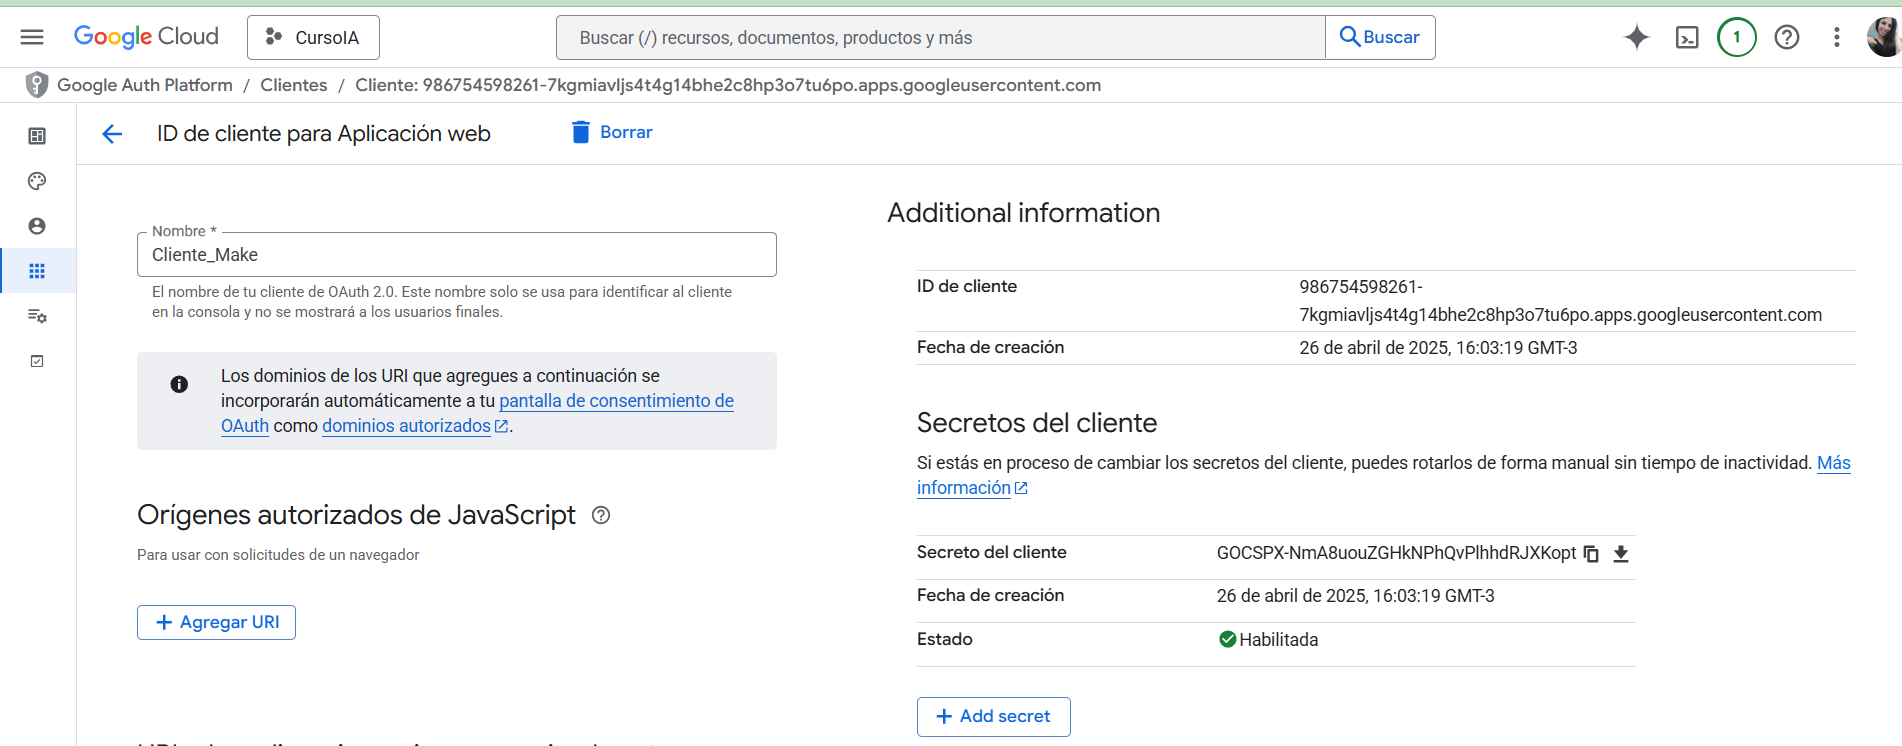 Google Cloud
CursoIA
Buscar (/) recursos, documentos, productos y más
Buscar
1
Google Auth Platform / Clientes / Cliente: 986754598261-7kgmiavljs4t4g14bhe2c8hp3o7tu6po.apps.googleusercontent.com
ID de cliente para Aplicación web
Borrar
Nombre *
Cliente_Make
El nombre de tu cliente de OAuth 2.0. Este nombre solo se usa para identificar al cliente
en la consola y no se mostrará a los usuarios finales.
Los dominios de los URI que agregues a continuación se
incorporarán automáticamente a tu pantalla de consentimiento de
OAuth como dominios autorizados.
Orígenes autorizados de JavaScript
Para usar con solicitudes de un navegador
+ Agregar URI
Additional information
ID de cliente
986754598261-
7kgmiavljs4t4g14bhe2c8hp3o7tu6po.apps.googleusercontent.com
Fecha de creación
26 de abril de 2025, 16:03:19 GMT-3
Secretos del cliente
Si estás en proceso de cambiar los secretos del cliente, puedes rotarlos de forma manual sin tiempo de inactividad. Más
información
Secreto del cliente
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
Fecha de creación
26 de abril de 2025, 16:03:19 GMT-3
Estado
Habilitada
+ Add secret